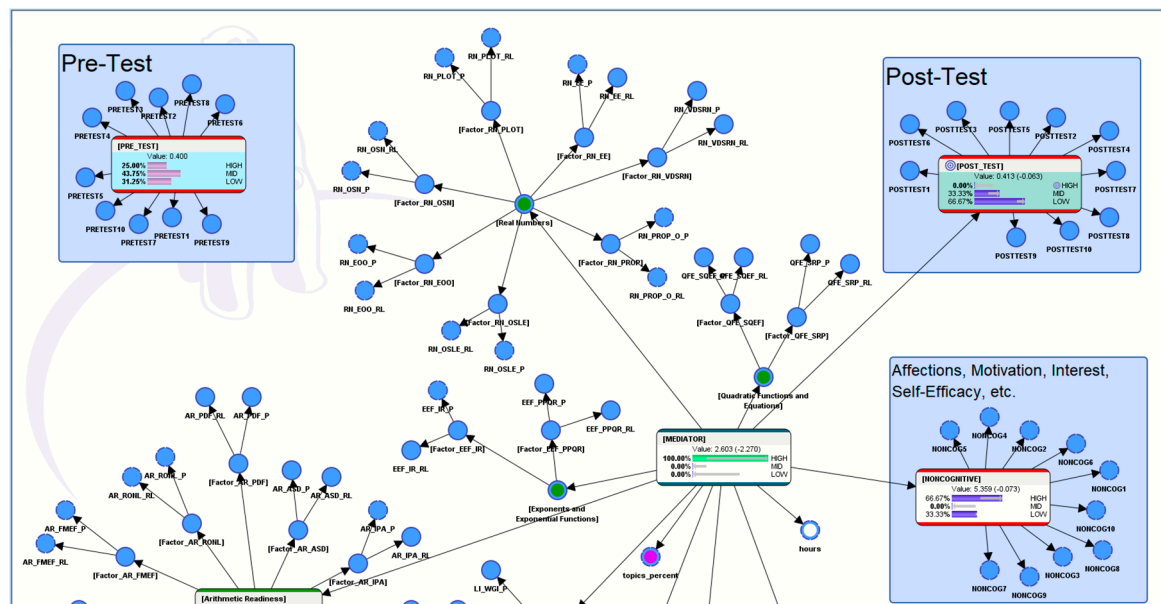 Pre-Test
PRETEST3
PRETEST8
PRETEST2
PRETEST6
PRETEST4
[PRE_TEST]
Value: 0.400
25.00% HIGH
43.75% MID
31.25% LOW
PRETEST5
PRETEST10
PRETEST7
PRETEST1
PRETEST9
RN_PLOT_RL
RN_PLOT_P
[Factor_RN_PLOT]
RN_EE_P
RN_EE_RL
[Factor_RN_EE]
RN_VDSRN_P
RN_VDSRN_RL
[Factor_RN_VDSRN]
RN_OSN_RL
RN_OSN_P
[Factor_RN_OSN]
[Real Numbers]
RN_EOO_P
[Factor_RN_EOO]
RN_EOO_RL
RN_PROP_O_P
[Factor_RN_PROP]
RN_PROP_O_RL
[Factor_RN_OSLE]
RN_OSLE_RL
RN_OSLE_P
QFE_SQEF_P
QFE_SQEF_RL
[Factor_QFE_SQEF]
QFE_SRP_P
QFE_SRP_RL
[Factor_QFE_SRP]
[Quadratic Functions and
Equations]
Post-Test
POSTTEST3
POSTTEST5
POSTTEST2
POSTTEST6
POSTTEST4
[POST_TEST]
Value: 0.413 (-0.063)
0.00% HIGH
33.33% MID
66.67% LOW
POSTTEST1
POSTTEST7
POSTTEST8
POSTTEST10
POSTTEST9
Affections, Motivation, Interest,
Self-Efficacy, etc.
NONCOG4
NONCOG5
NONCOG2
NONCOG6
NONCOG1
[NONCOGNITIVE]
Value: 5.359 (-0.073)
66.67% HIGH
0.00% MID
33.33% LOW
NONCOG10
NONCOG8
NONCOG3
NONCOG7
NONCOG9
[MEDIATOR]
Value: 2.603 (-2.270)
100.00% HIGH
0.00% MID
0.00% LOW
EEF_IR_P
EEF_PPQR_P
EEF_PPQR_RL
[Factor_EEF_IR]
[Factor_EEF_PPQR]
EEF_IR_RL
[Exponents and
Exponential Functions]
hours
topics_percent
LI_WGI_P
AR_PDF_RL
AR_PDF_P
[Factor_AR_PDF]
AR_RONL_P
AR_RONL_RL
[Factor_AR_RONL]
AR_ASD_P
AR_ASD_RL
[Factor_AR_ASD]
AR_FMEF_P
AR_FMEF_RL
[Factor_AR_FMEF]
AR_IPA_P
AR_IPA_RL
[Factor_AR_IPA]
[Arithmetic Readiness]